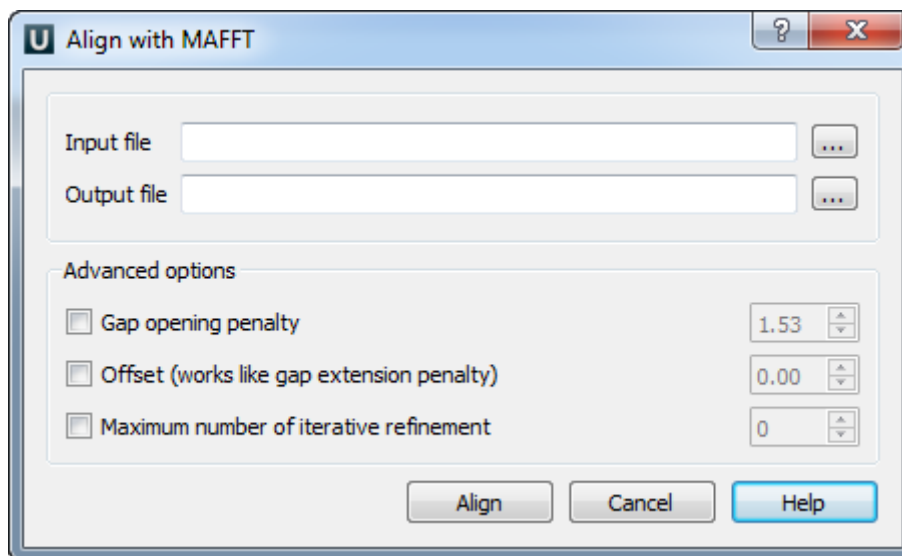 U Align with MAFFT ?
Input file ...
Output file ...
Advanced options
Gap opening penalty 1.53
Offset (works like gap extension penalty) 0.00
Maximum number of iterative refinement 0
Align Cancel Help